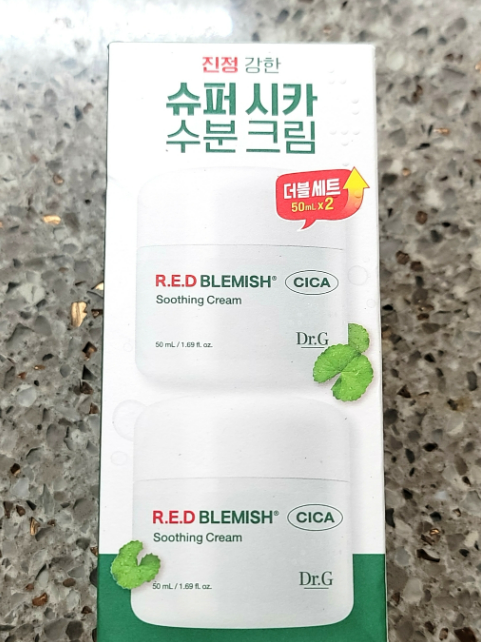 진정 강한
슈퍼 시카
수분 크림
더블 세트
50mL x 2
R.E.D BLEMISH® CICA
Soothing Cream
50 mL / 1.69 fl. oz.
Dr.G
R.E.D BLEMISH® CICA
Soothing Cream
50 mL / 1.69 fl. oz.
Dr.G